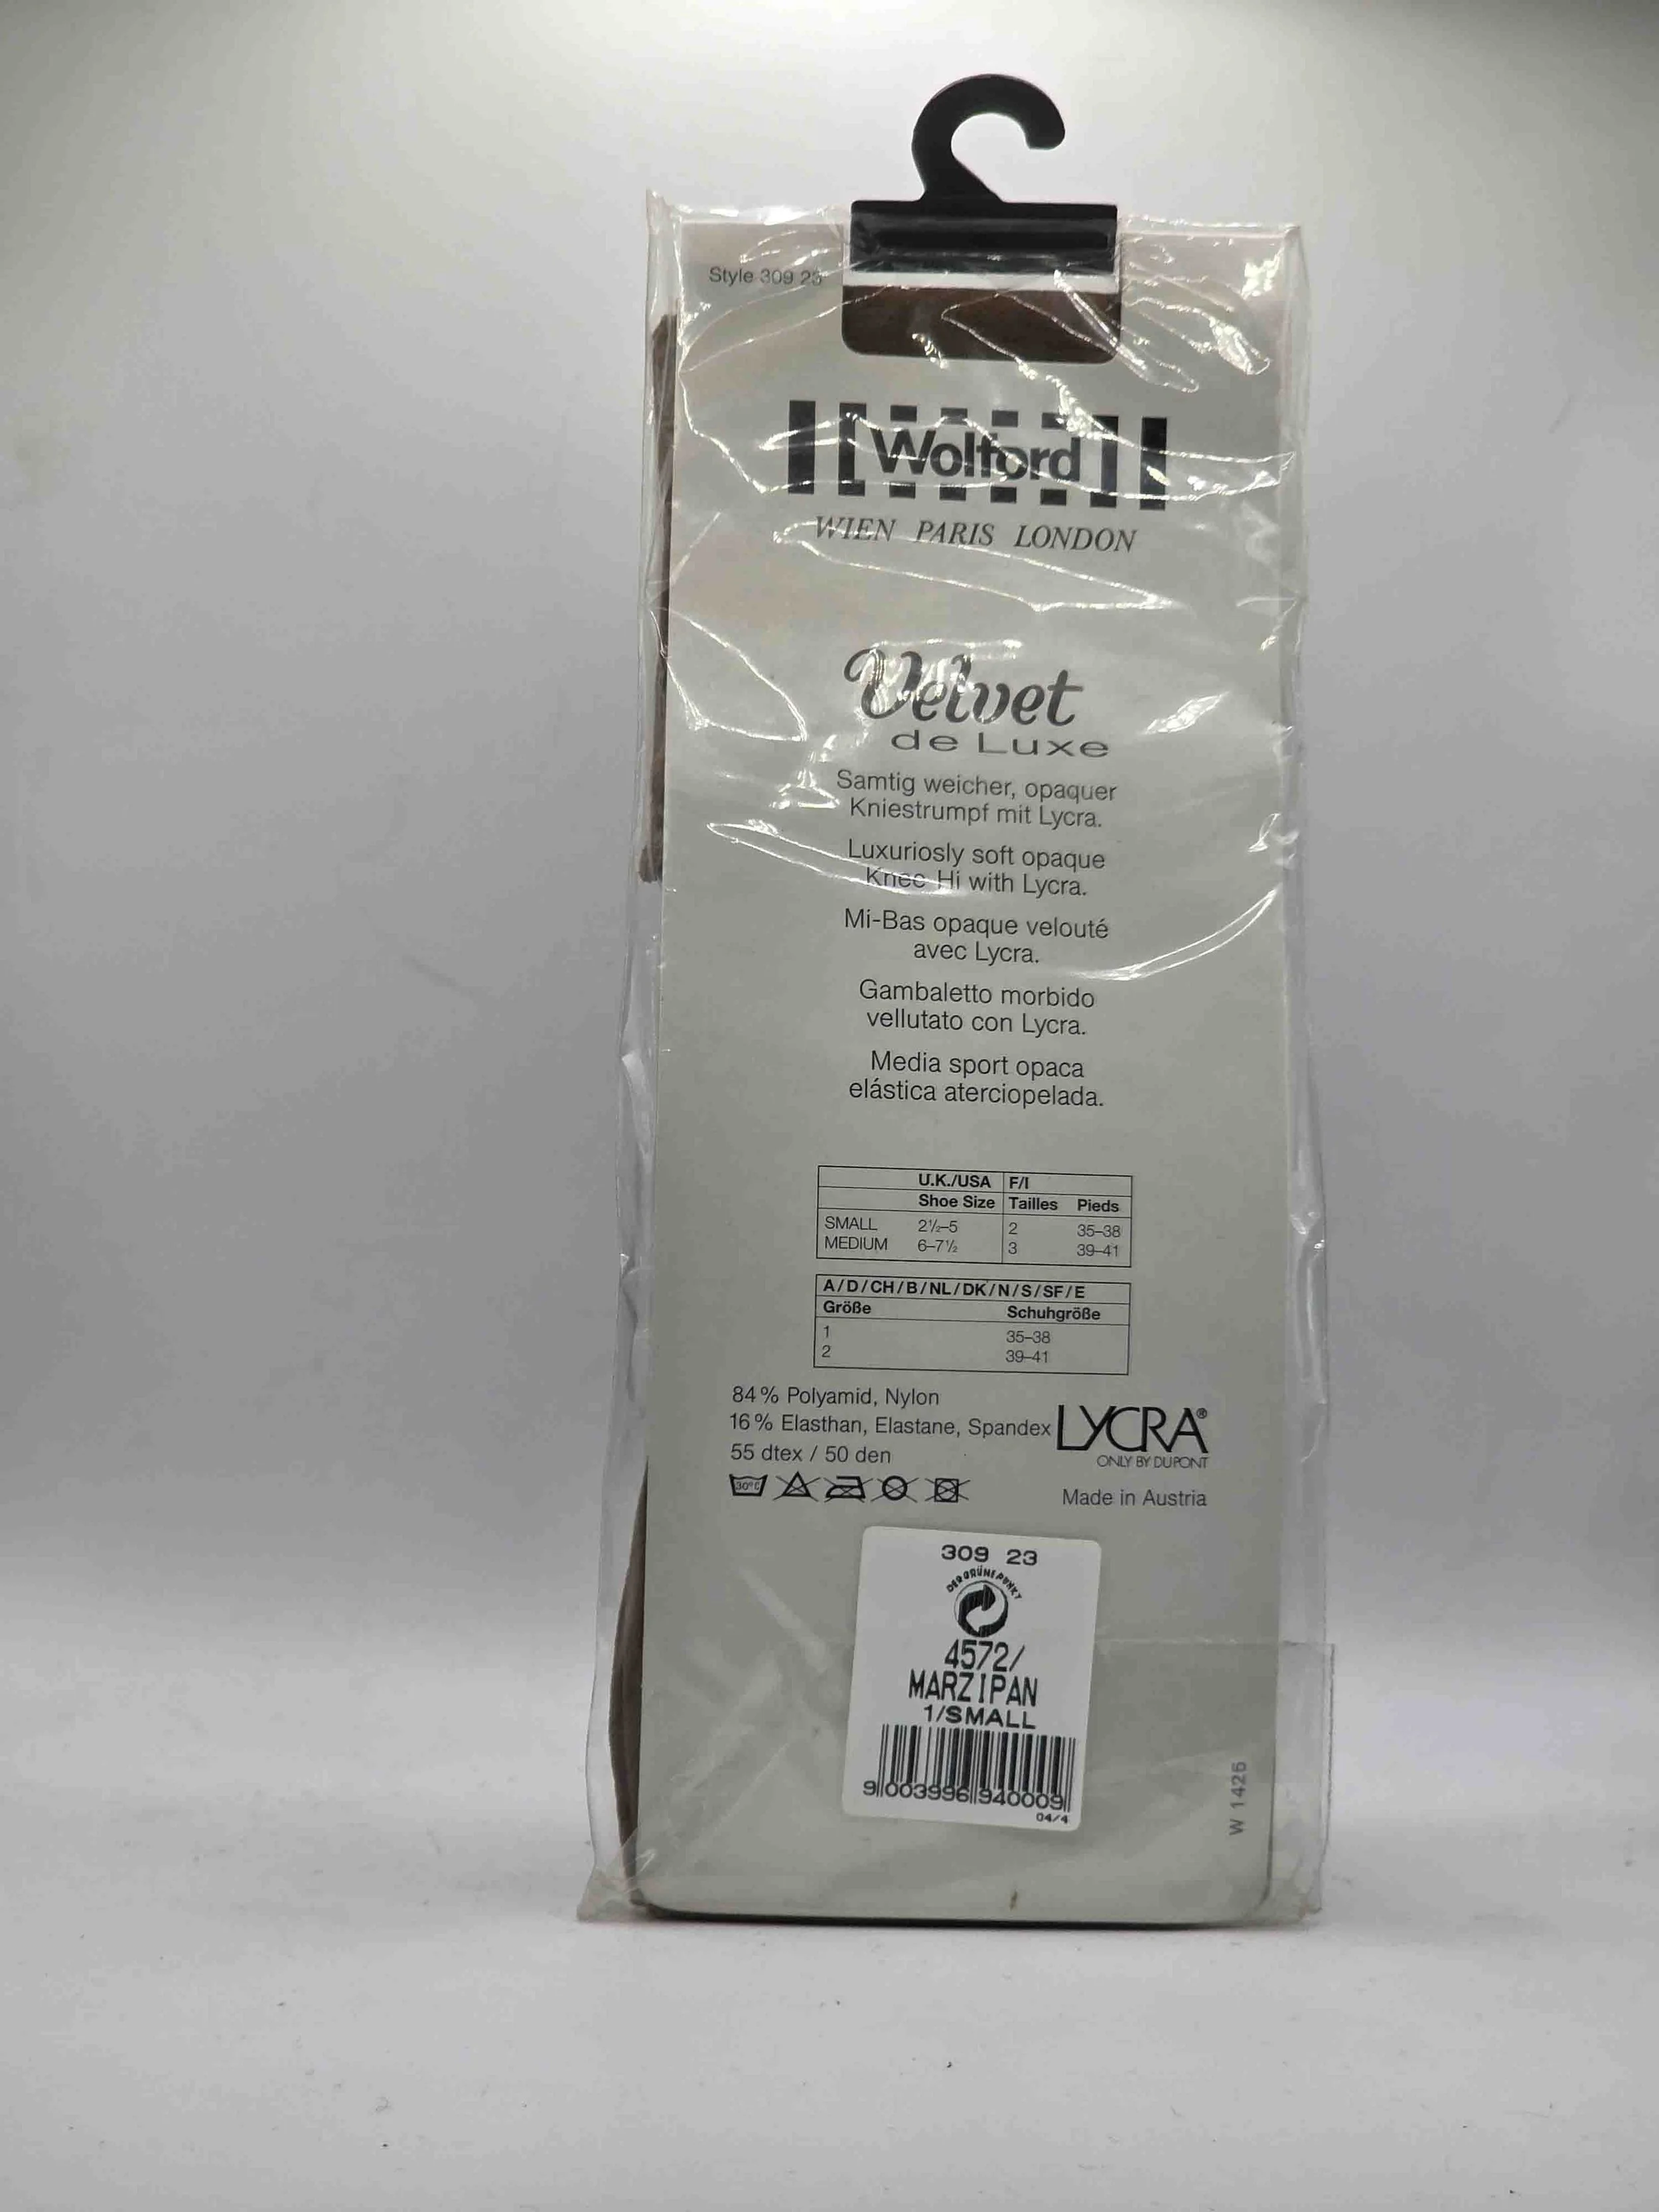 Style 309 23
Wolford
WIEN PARIS LONDON
Velvet
de Luxe
Samtig weicher, opaquer
Kniestrumpf mit Lycra.
Luxuriosly soft opaque
Knee-Hi with Lycra.
Mi-Bas opaque velouté
avec Lycra.
Gambaletto morbido
vellutato con Lycra.
Media sport opaca
elástica aterciopelada.
U.K./USA F/I
Shoe Size Tailles Pieds
SMALL 2½–5 2 35–38
MEDIUM 6–7½ 3 39–41
A/D/CH/B/NL/DK/N/S/SF/E
Größe Schuhgröße
1 35–38
2 39–41
84% Polyamid, Nylon
16% Elasthan, Elastane, Spandex
55 dtex / 50 den
30°C
LYCRA®
ONLY BY DUPONT
Made in Austria
309 23
DER GRÜNE PUNKT
4572/
MARZIPAN
1/SMALL
9 003996 940009
04/4
W 1426